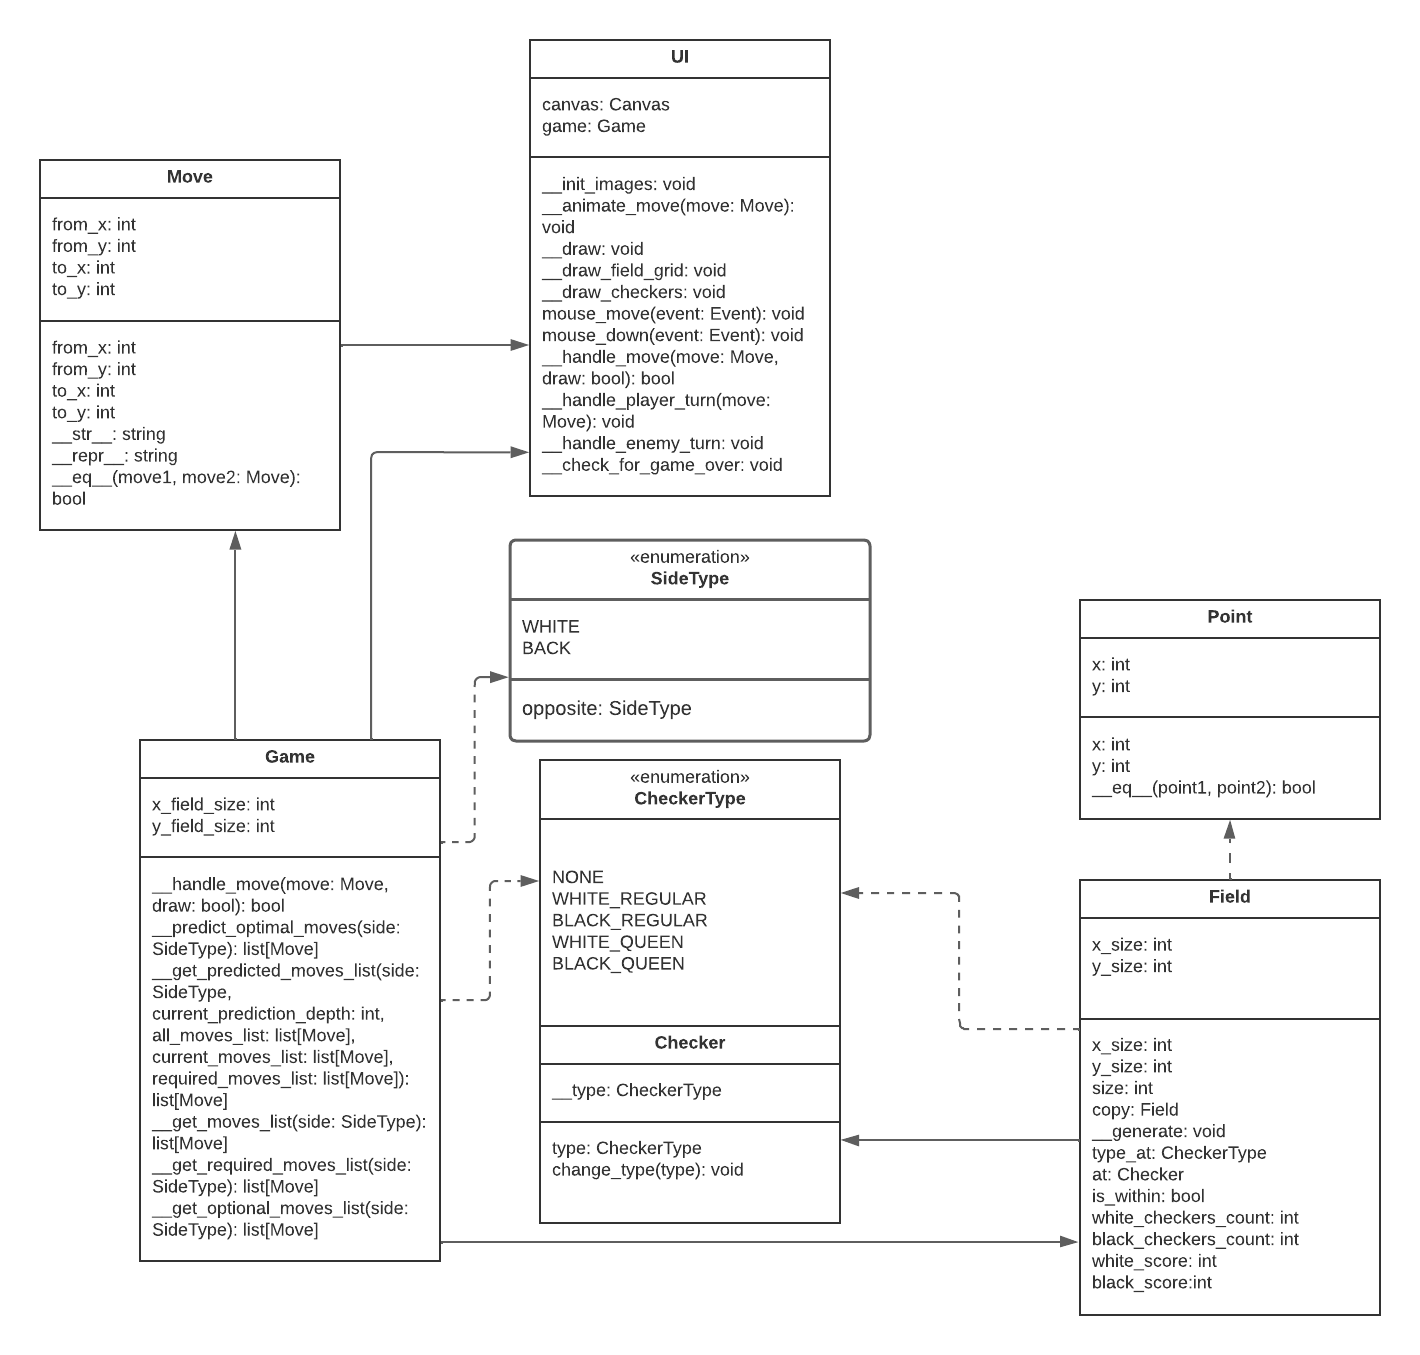 UI
canvas: Canvas
game: Game
__init_images: void
__animate_move(move: Move):
void
__draw: void
__draw_field_grid: void
__draw_checkers: void
mouse_move(event: Event): void
mouse_down(event: Event): void
__handle_move(move: Move,
draw: bool): bool
__handle_player_turn(move:
Move): void
__handle_enemy_turn: void
__check_for_game_over: void
Move
from_x: int
from_y: int
to_x: int
to_y: int
from_x: int
from_y: int
to_x: int
to_y: int
__str__: string
__repr__: string
__eq__(move1, move2: Move):
bool
«enumeration»
SideType
WHITE
BACK
opposite: SideType
Point
x: int
y: int
x: int
y: int
__eq__(point1, point2): bool
Game
x_field_size: int
y_field_size: int
__handle_move(move: Move,
draw: bool): bool
__predict_optimal_moves(side:
SideType): list[Move]
__get_predicted_moves_list(side:
SideType,
current_prediction_depth: int,
all_moves_list: list[Move],
current_moves_list: list[Move],
required_moves_list: list[Move]):
list[Move]
__get_moves_list(side: SideType):
list[Move]
__get_required_moves_list(side:
SideType): list[Move]
__get_optional_moves_list(side:
SideType): list[Move]
«enumeration»
CheckerType
NONE
WHITE_REGULAR
BLACK_REGULAR
WHITE_QUEEN
BLACK_QUEEN
Checker
__type: CheckerType
type: CheckerType
change_type(type): void
Field
x_size: int
y_size: int
x_size: int
y_size: int
size: int
copy: Field
__generate: void
type_at: CheckerType
at: Checker
is_within: bool
white_checkers_count: int
black_checkers_count: int
white_score: int
black_score:int